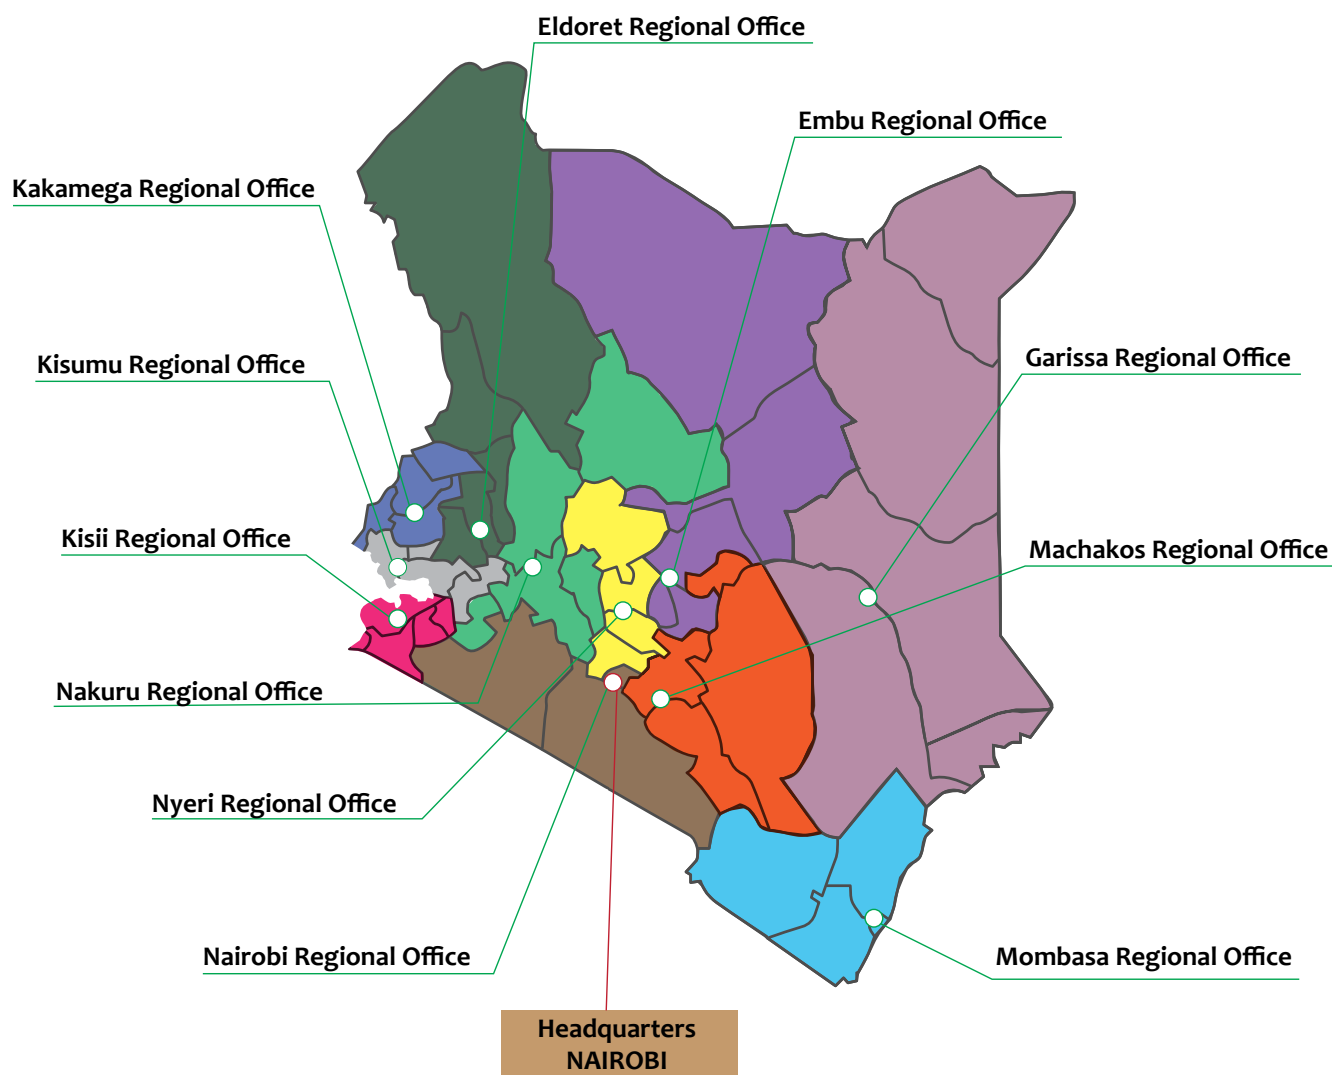 Eldoret Regional Office
Embu Regional Office
Kakamega Regional Office
Kisumu Regional Office
Garissa Regional Office
Kisii Regional Office
Machakos Regional Office
Nakuru Regional Office
Nyeri Regional Office
Nairobi Regional Office
Mombasa Regional Office
Headquarters
NAIROBI